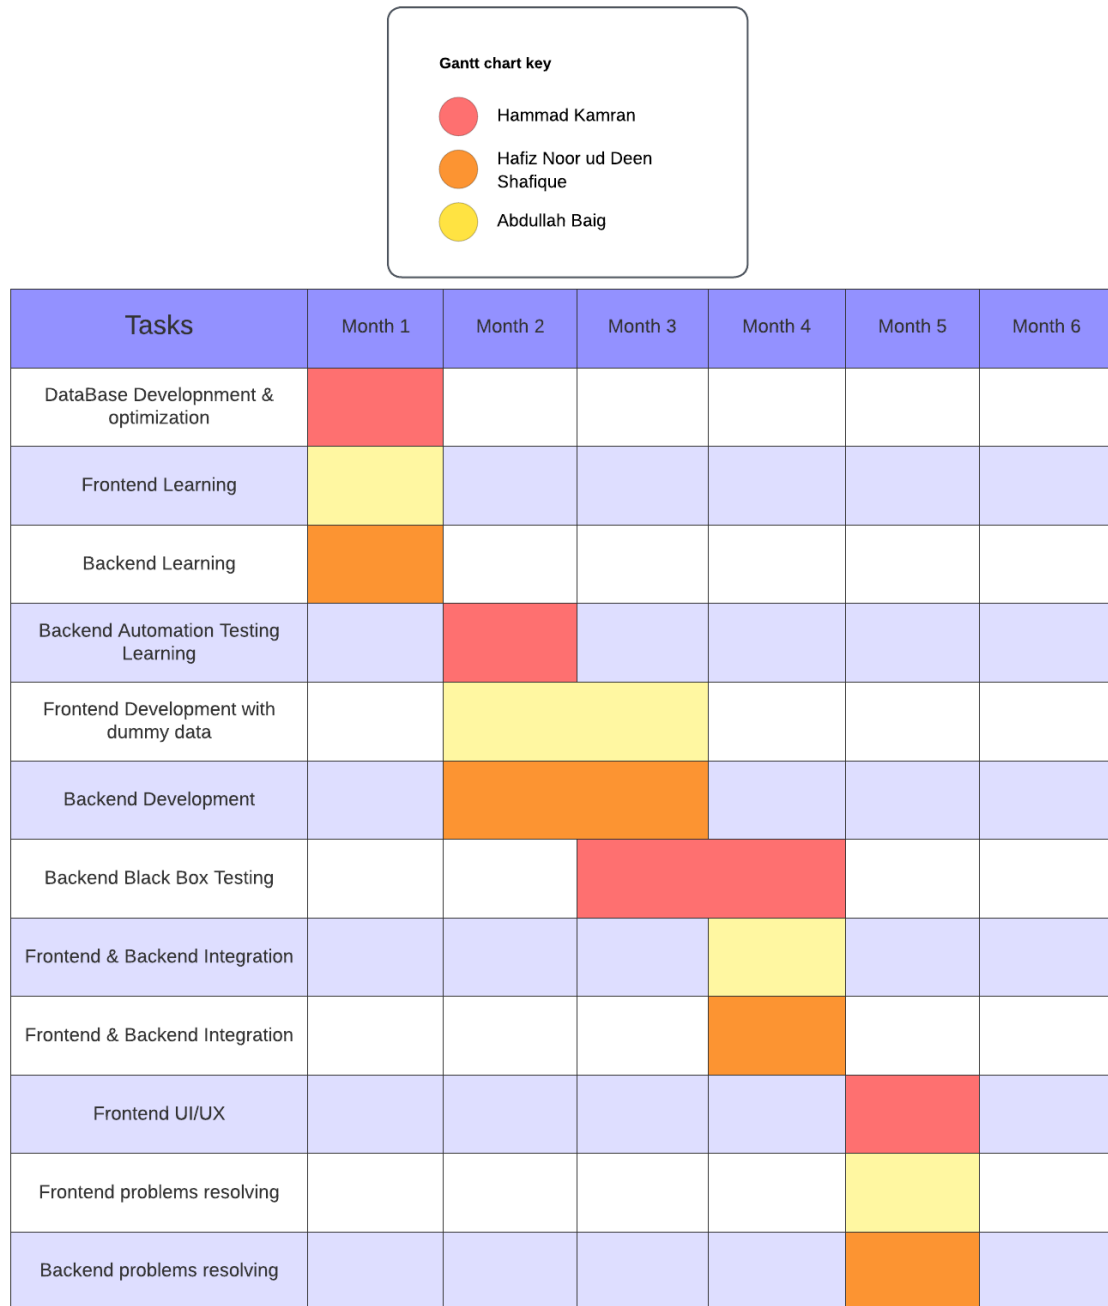 Gantt chart key
Hammad Kamran
Hafiz Noor ud Deen
Shafique
Abdullah Baig
Tasks
Month 1
Month 2
Month 3
Month 4
Month 5
Month 6
DataBase Developnment &
optimization
Frontend Learning
Backend Learning
Backend Automation Testing
Learning
Frontend Development with
dummy data
Backend Development
Backend Black Box Testing
Frontend & Backend Integration
Frontend & Backend Integration
Frontend UI/UX
Frontend problems resolving
Backend problems resolving